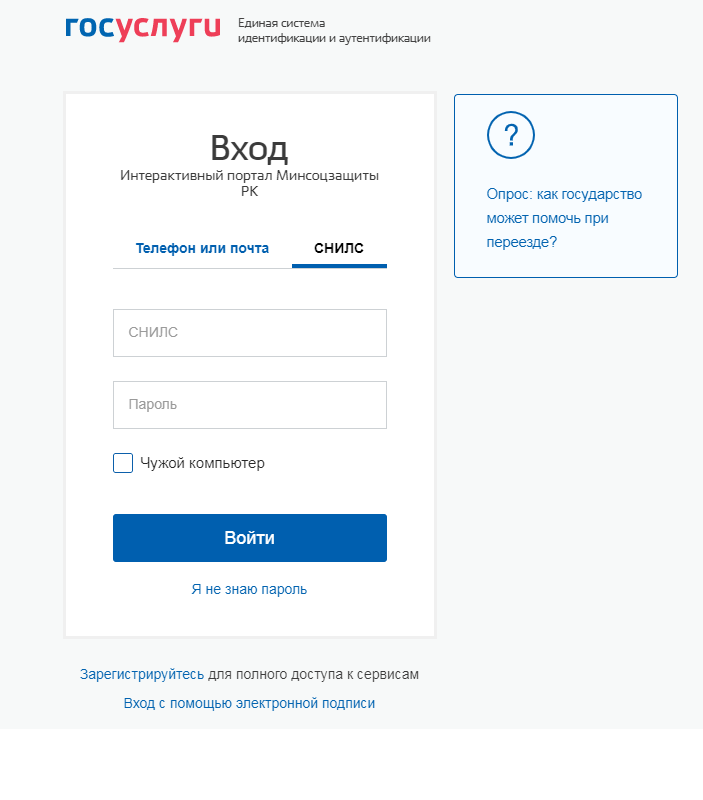 госуслуги
Единая система
идентификации и аутентификации
Вход
Интерактивный портал Минсоцзащиты
РК
Телефон или почта
СНИЛС
СНИЛС
Пароль
Чужой компьютер
Войти
Я не знаю пароль
Зарегистрируйтесь для полного доступа к сервисам
Вход с помощью электронной подписи
?
Опрос: как государство
может помочь при
переезде?